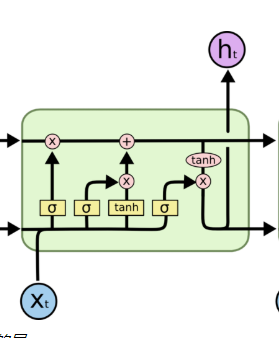 ht
x +
tanh
x x
σ σ tanh σ
Xt